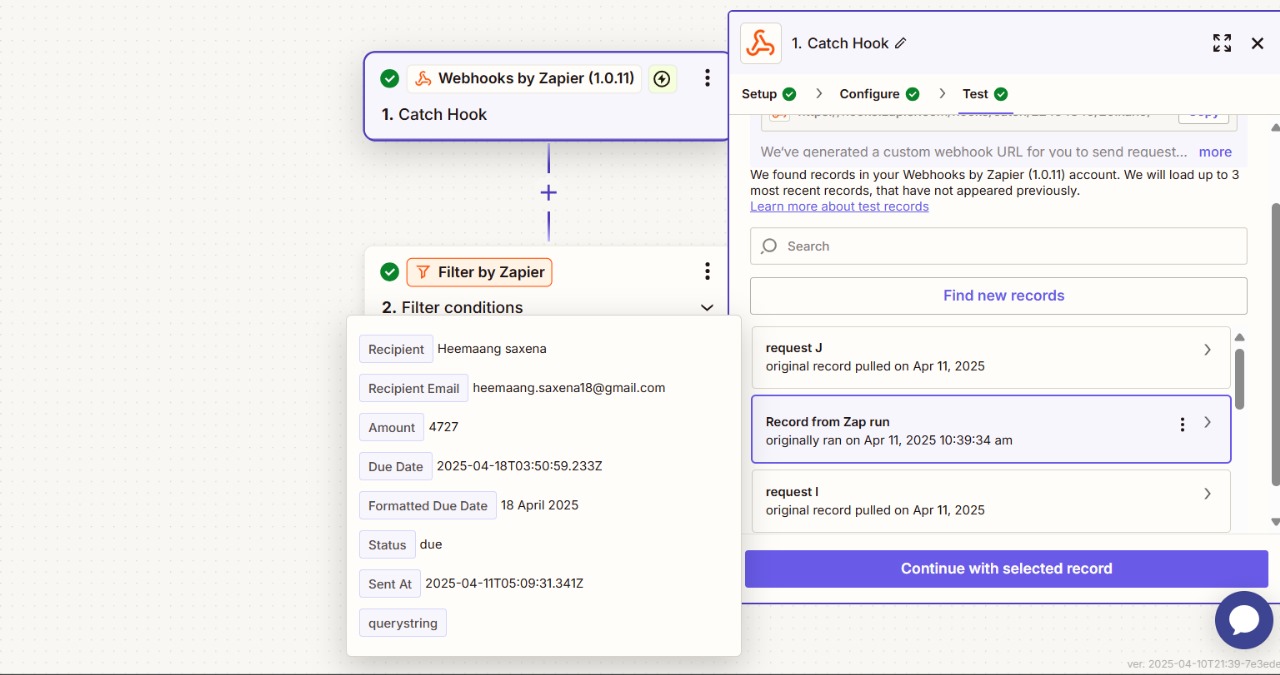 Webhooks by Zapier (1.0.11)
1. Catch Hook
Filter by Zapier
2. Filter conditions
Recipient Heemaang saxena
Recipient Email heemaang.saxena18@gmail.com
Amount 4727
Due Date 2025-04-18T03:50:59.233Z
Formatted Due Date 18 April 2025
Status due
Sent At 2025-04-11T05:09:31.341Z
querystring
1. Catch Hook
Setup
Configure
Test
Copy
We've generated a custom webhook URL for you to send request... more
We found records in your Webhooks by Zapier (1.0.11) account. We will load up to 3
most recent records, that have not appeared previously.
Learn more about test records
Search
Find new records
request J
original record pulled on Apr 11, 2025
Record from Zap run
originally ran on Apr 11, 2025 10:39:34 am
request I
original record pulled on Apr 11, 2025
Continue with selected record
ver. 2025-04-10T21:39-7e3ede